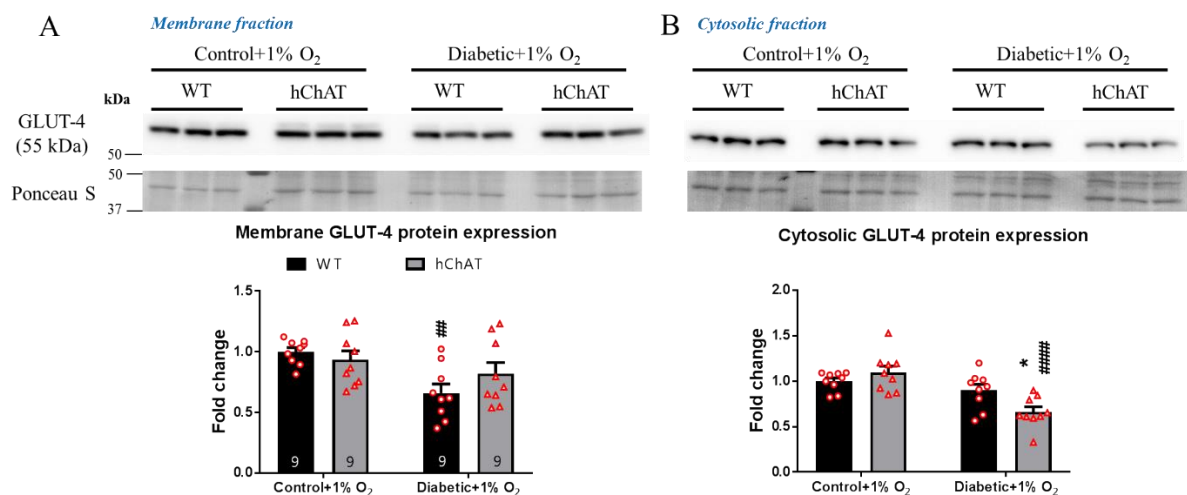 A
Membrane fraction
Control+1% O₂
Diabetic+1% O₂
WT
hChAT
WT
hChAT
kDa
GLUT-4
(55 kDa)
50
50
Ponceau S
37
Membrane GLUT-4 protein expression
WT
hChAT
Fold change
1.5
1.0
0.5
0.0
##
9
9
9
9
Control+1% O₂
Diabetic+1% O₂
B
Cytosolic fraction
Control+1% O₂
Diabetic+1% O₂
WT
hChAT
WT
hChAT
Cytosolic GLUT-4 protein expression
Fold change
2.0
1.5
1.0
0.5
0.0
*
####
Control+1% O₂
Diabetic+1% O₂